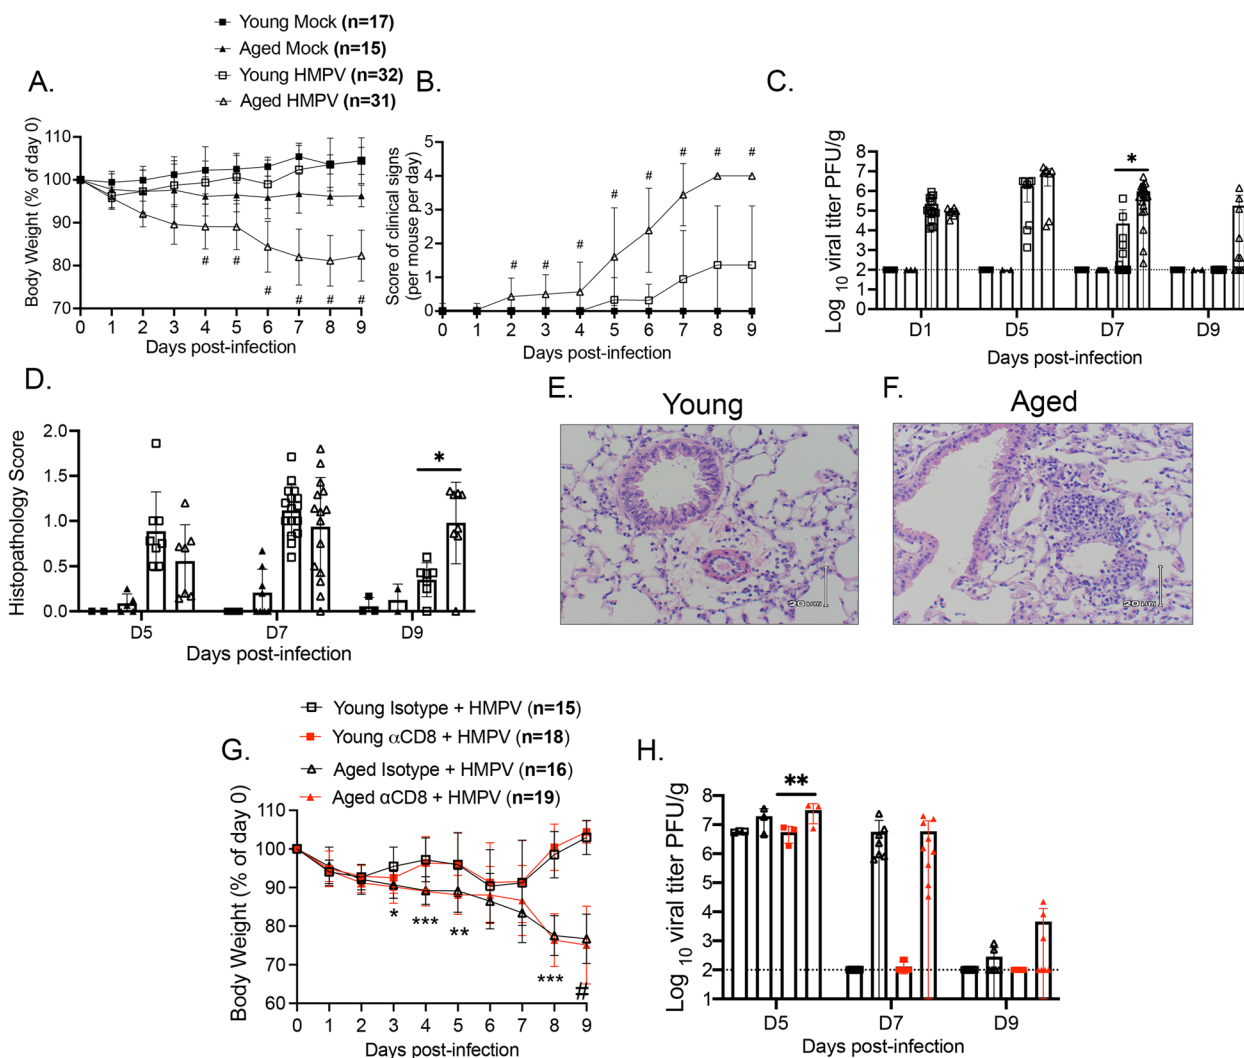 Young Mock (n=17)
Aged Mock (n=15)
Young HMPV (n=32)
Aged HMPV (n=31)
A.
Body Weight (% of day 0)
110
100
90
80
70
# # # # # #
0 1 2 3 4 5 6 7 8 9
Days post-infection
B.
Score of clinical signs
(per mouse per day)
5
4
3
2
1
0
# # # # # # # #
0 1 2 3 4 5 6 7 8 9
Days post-infection
C.
Log 10 viral titer PFU/g
8
7
6
5
4
3
2
0
*
D1 D5 D7 D9
Days post-infection
D.
Histopathology Score
2.0
1.5
1.0
0.5
0.0
*
D5 D7 D9
Days post-infection
E.
Young
20 µm
F.
Aged
20 µm
Young Isotype + HMPV (n=15)
Young αCD8 + HMPV (n=18)
Aged Isotype + HMPV (n=16)
Aged αCD8 + HMPV (n=19)
G.
Body Weight (% of day 0)
110
100
90
80
70
60
* *** ** *** #
0 1 2 3 4 5 6 7 8 9
Days post-infection
H.
Log 10 viral titer PFU/g
8
7
6
5
4
3
2
1
**
D5 D7 D9
Days post-infection